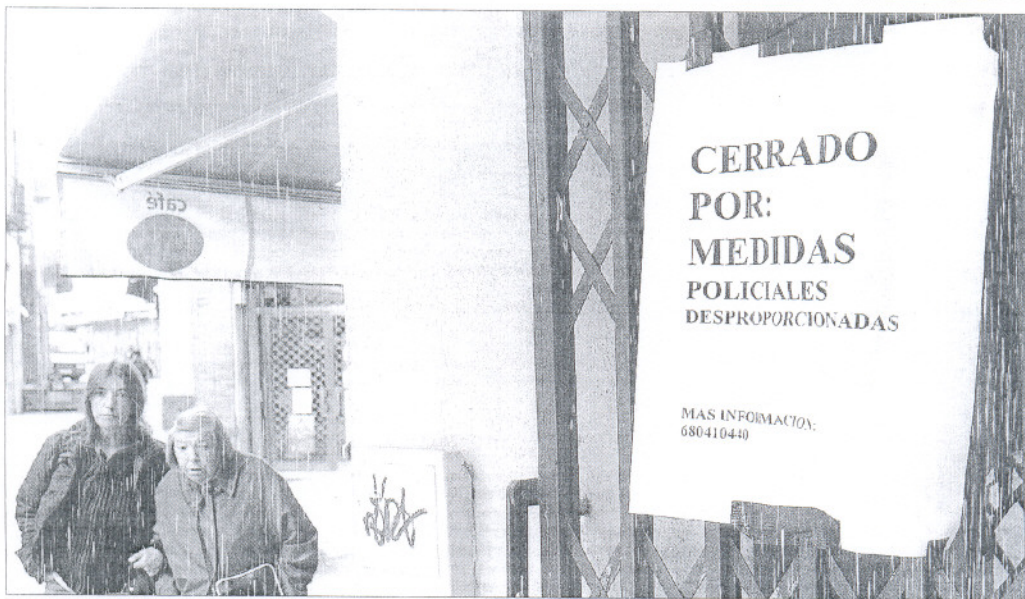 café
CERRADO
POR:
MEDIDAS
POLICIALES
DESPROPORCIONADAS
MAS INFORMACION:
680410440